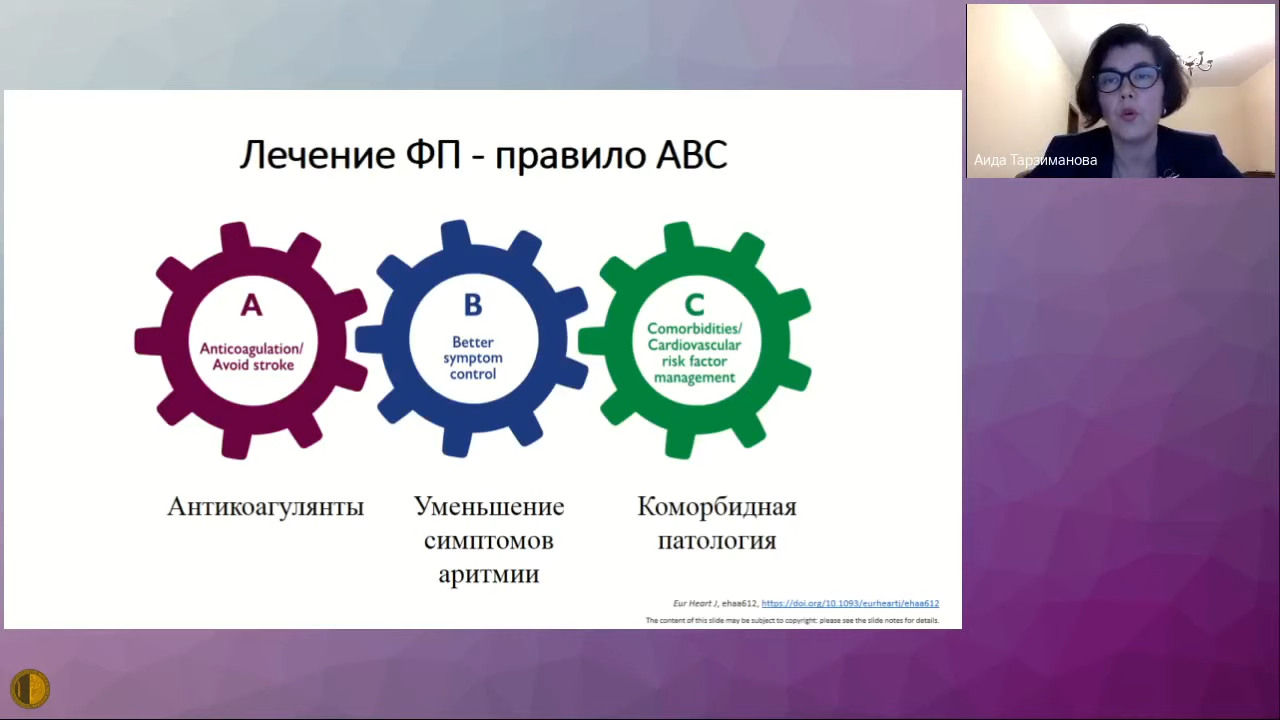 Аида Тарзиманова
Лечение ФП - правило АВС
A
Anticoagulation/
Avoid stroke
B
Better
symptom
control
C
Comorbidities/
Cardiovascular
risk factor
management
Антикоагулянты
Уменьшение
симптомов
аритмии
Коморбидная
патология
Eur Heart J, ehaa612, https://doi.org/10.1093/eurheartj/ehaa612
The content of this slide may be subject to copyright: please see the slide notes for details.